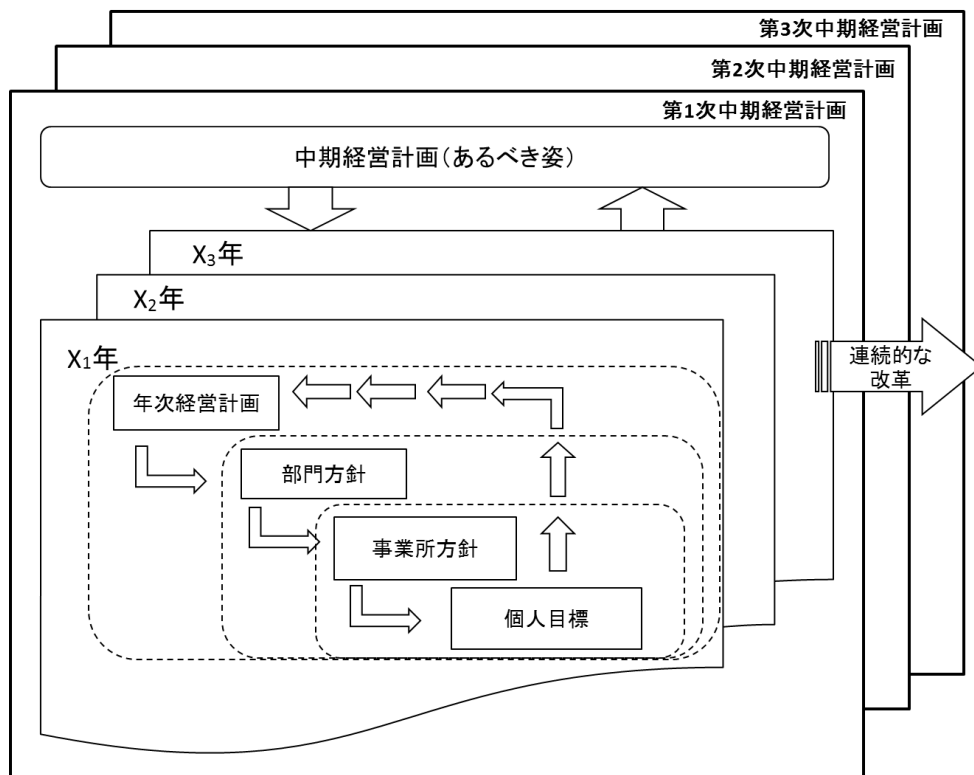 第3次中期経営計画
第2次中期経営計画
第1次中期経営計画
中期経営計画(あるべき姿)
X₃年
X₂年
X₁年
連続的な
改革
年次経営計画
部門方針
事業所方針
個人目標